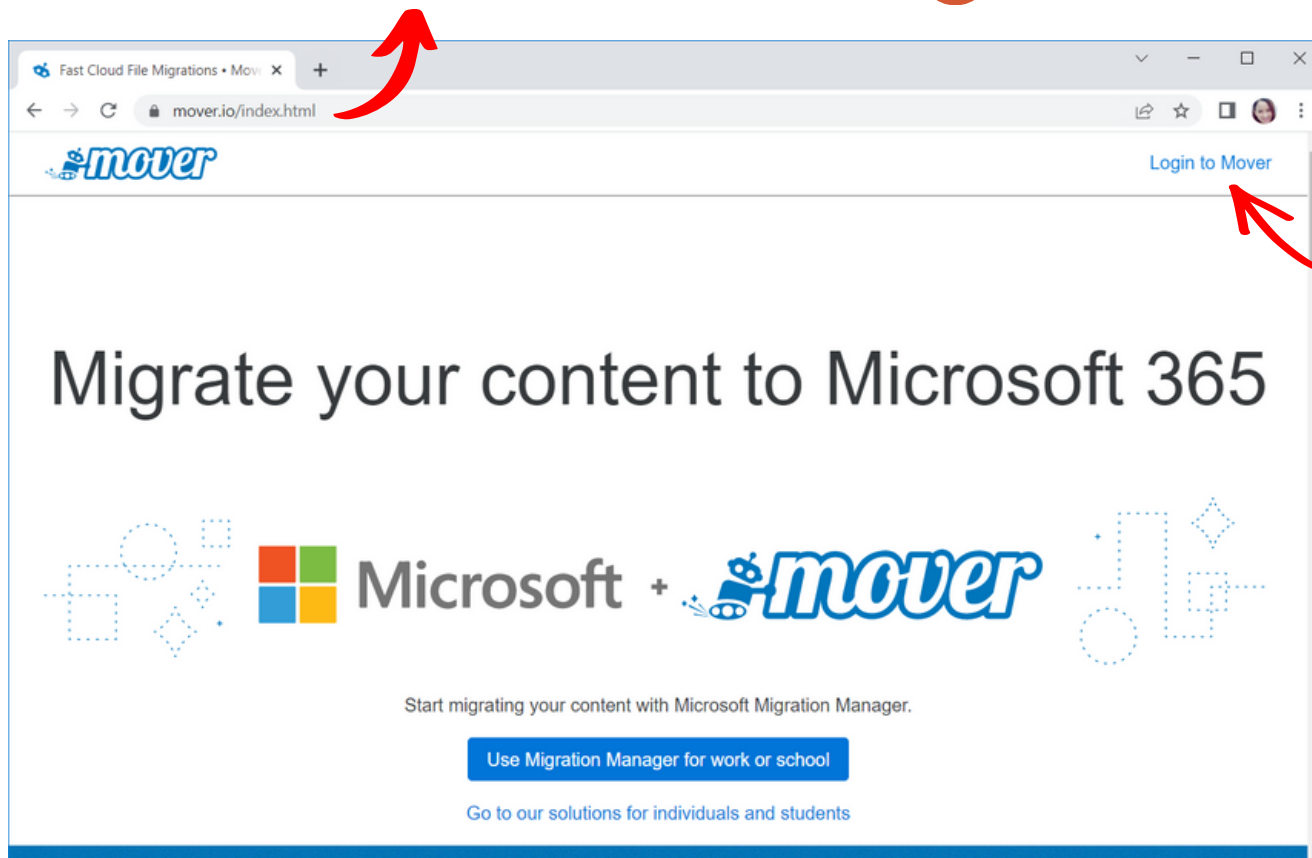 Fast Cloud File Migrations • Mov
mover.io/index.html
mover
Login to Mover
Migrate your content to Microsoft 365
Microsoft + mover
Start migrating your content with Microsoft Migration Manager.
Use Migration Manager for work or school
Go to our solutions for individuals and students